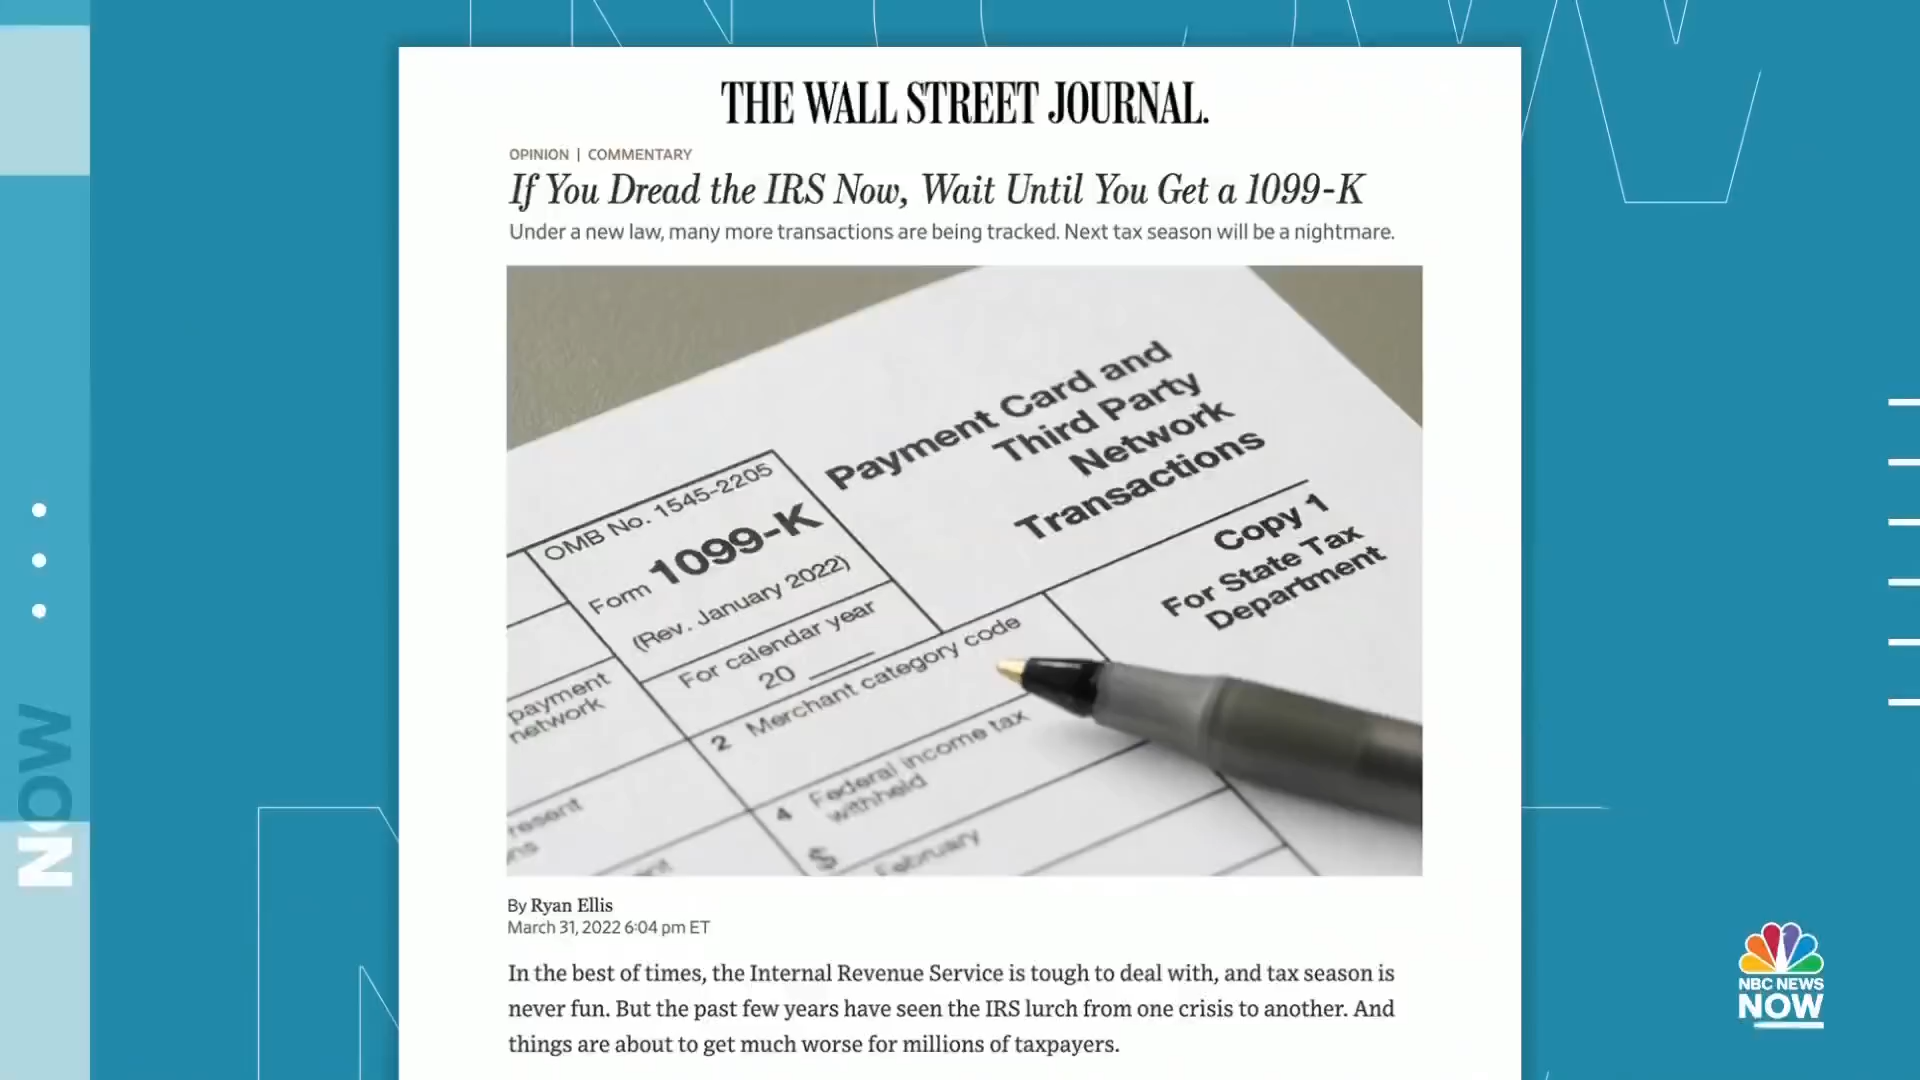 THE WALL STREET JOURNAL.
OPINION | COMMENTARY
If You Dread the IRS Now, Wait Until You Get a 1099-K
Under a new law, many more transactions are being tracked. Next tax season will be a nightmare.
Payment Card and
Third Party
Network
Transactions
OMB No. 1545-2205
Form 1099-K
(Rev. January 2022)
For calendar year
20
Copy 1
For State Tax
Department
payment
network
2 Merchant category code
4 Federal income tax
withheld
$
February
By Ryan Ellis
March 31, 2022 6:04 pm ET
In the best of times, the Internal Revenue Service is tough to deal with, and tax season is
never fun. But the past few years have seen the IRS lurch from one crisis to another. And
things are about to get much worse for millions of taxpayers.
NOW
NBC NEWS
NOW